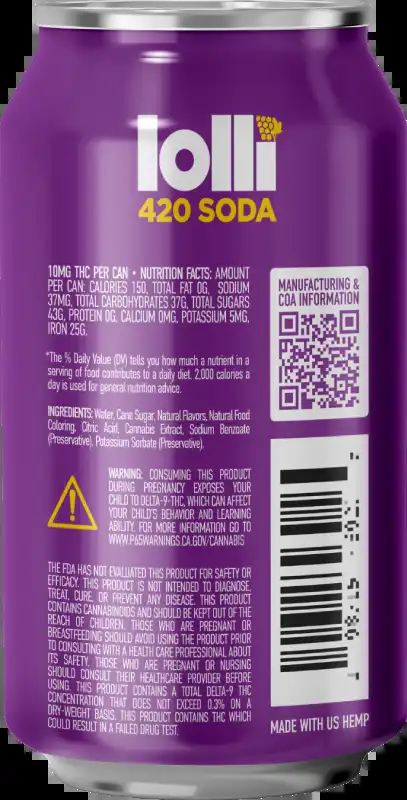 lolli
420 SODA
10MG THC PER CAN • NUTRITION FACTS: AMOUNT
PER CAN: CALORIES 150, TOTAL FAT 0G, SODIUM
37MG, TOTAL CARBOHYDRATES 37G, TOTAL SUGARS
43G, PROTEIN 0G, CALCIUM 0MG, POTASSIUM 5MG,
IRON 25G.
*The % Daily Value (DV) tells you how much a nutrient in a
serving of food contributes to a daily diet. 2,000 calories a
day is used for general nutrition advice.
INGREDIENTS: Water, Cane Sugar, Natural Flavors, Natural Food
Coloring, Citric Acid, Cannabis Extract, Sodium Benzoate
(Preservative), Potassium Sorbate (Preservative).
WARNING: CONSUMING THIS PRODUCT
DURING PREGNANCY EXPOSES YOUR
CHILD TO DELTA-9-THC, WHICH CAN AFFECT
YOUR CHILD'S BEHAVIOR AND LEARNING
ABILITY. FOR MORE INFORMATION GO TO
WWW.P65WARNINGS.CA.GOV/CANNABIS
THE FDA HAS NOT EVALUATED THIS PRODUCT FOR SAFETY OR
EFFICACY. THIS PRODUCT IS NOT INTENDED TO DIAGNOSE,
TREAT, CURE, OR PREVENT ANY DISEASE. THIS PRODUCT
CONTAINS CANNABINOIDS AND SHOULD BE KEPT OUT OF THE
REACH OF CHILDREN. THOSE WHO ARE PREGNANT OR
BREASTFEEDING SHOULD AVOID USING THE PRODUCT PRIOR
TO CONSULTING WITH A HEALTH CARE PROFESSIONAL ABOUT
ITS SAFETY. THOSE WHO ARE PREGNANT OR NURSING
SHOULD CONSULT THEIR HEALTHCARE PROVIDER BEFORE
USING. THIS PRODUCT CONTAINS A TOTAL DELTA-9 THC
CONCENTRATION THAT DOES NOT EXCEED 0.3% ON A
DRY-WEIGHT BASIS. THIS PRODUCT CONTAINS THC WHICH
COULD RESULT IN A FAILED DRUG TEST.
MANUFACTURING &
COA INFORMATION
MADE WITH US HEMP